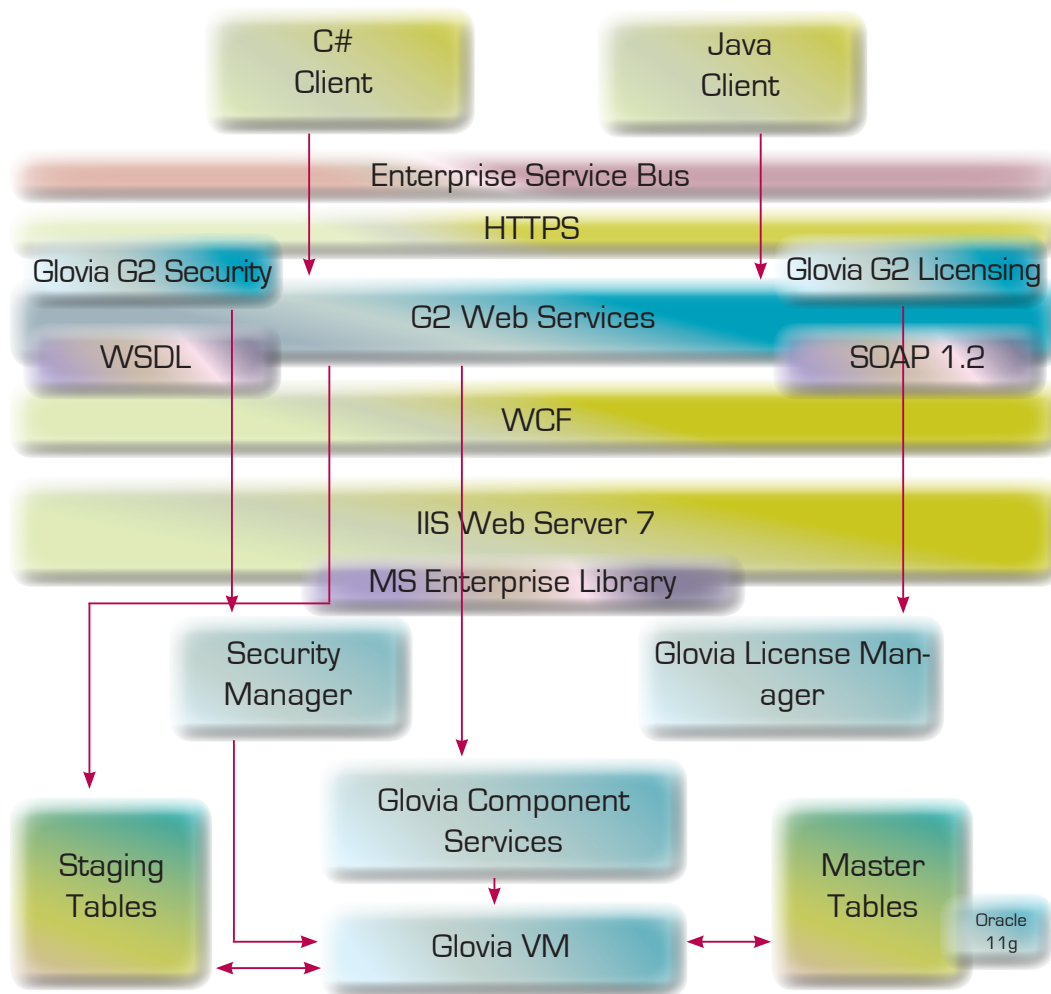 C#
Client
Java
Client
Enterprise Service Bus
HTTPS
Glovia G2 Security
Glovia G2 Licensing
G2 Web Services
WSDL
SOAP 1.2
WCF
IIS Web Server 7
MS Enterprise Library
Security
Manager
Glovia License Man-
ager
Glovia Component
Services
Staging
Tables
Master
Tables
Oracle
11g
Glovia VM